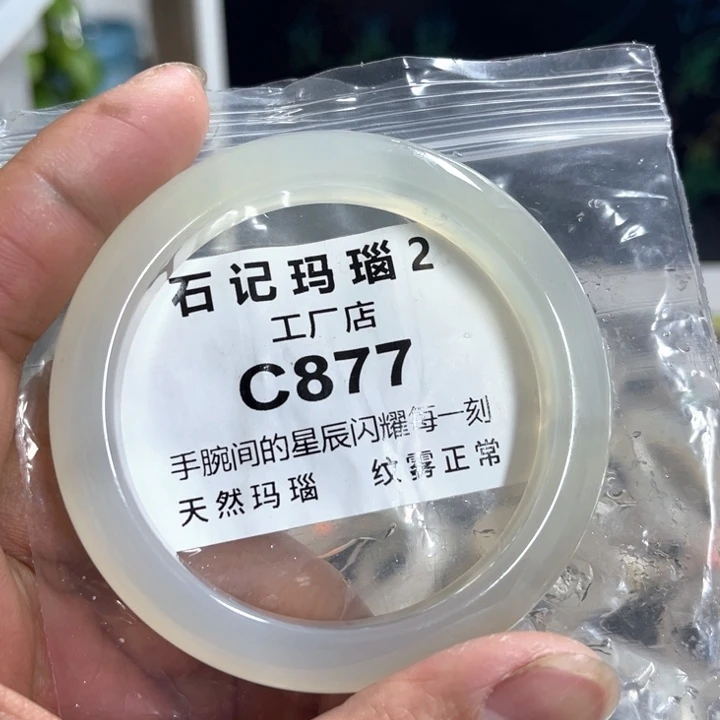 石记玛瑙2
工厂店
C877
手腕间的星辰闪耀每一刻
天然玛瑙 纹雾正常